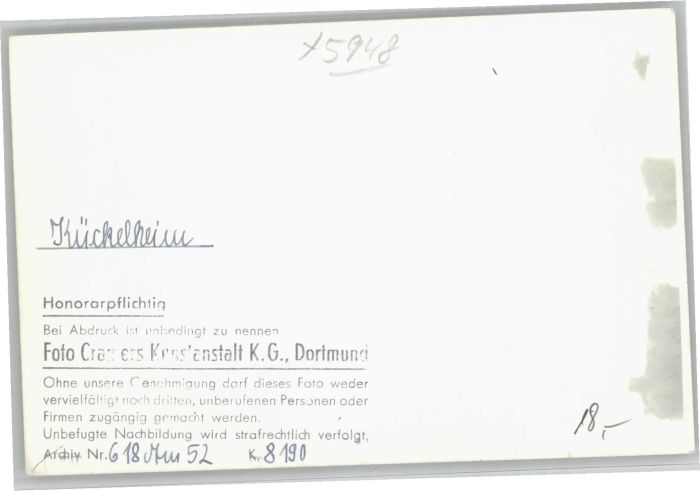 x5948
Kückelheim
Honorarpflichtig
Bei Abdruck ist unbedingt zu nennen
Foto Cramers Kunstanstalt K.G., Dortmund
Ohne unsere Genehmigung darf dieses Foto weder
vervielfältigt noch dritten, unberufenen Personen oder
Firmen zugängig gemacht werden.
Unbefugte Nachbildung wird strafrechtlich verfolgt.
Archiv Nr. 618 Am 52 K. 8190
18,-